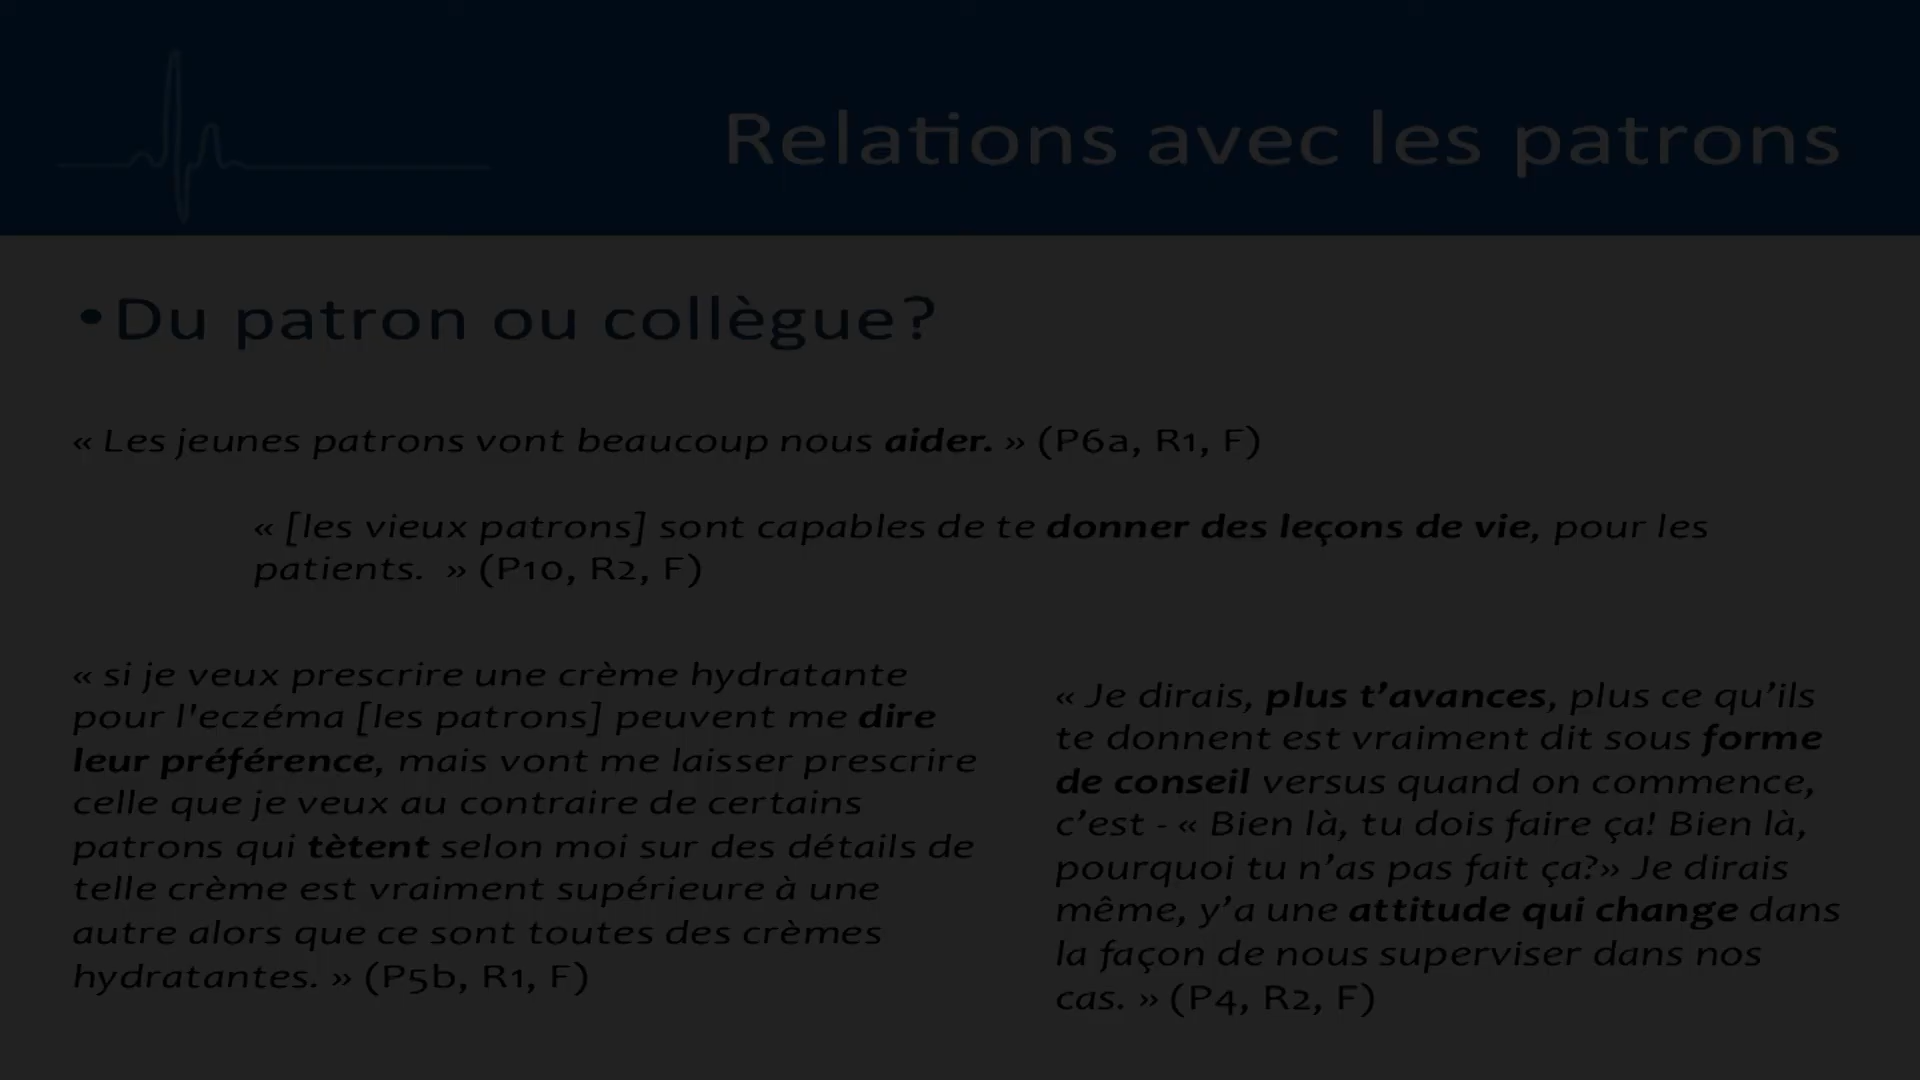 Relations avec les patrons
•Du patron ou collègue?
« Les jeunes patrons vont beaucoup nous aider. » (P6a, R1, F)
« [les vieux patrons] sont capables de te donner des leçons de vie, pour les
patients.  » (P10, R2, F)
« si je veux prescrire une crème hydratante
pour l'eczéma [les patrons] peuvent me dire
leur préférence, mais vont me laisser prescrire
celle que je veux au contraire de certains
patrons qui tètent selon moi sur des détails de
telle crème est vraiment supérieure à une
autre alors que ce sont toutes des crèmes
hydratantes. » (P5b, R1, F)
« Je dirais, plus t’avances, plus ce qu’ils
te donnent est vraiment dit sous forme
de conseil versus quand on commence,
c’est - « Bien là, tu dois faire ça! Bien là,
pourquoi tu n’as pas fait ça?» Je dirais
même, y’a une attitude qui change dans
la façon de nous superviser dans nos
cas. » (P4, R2, F)